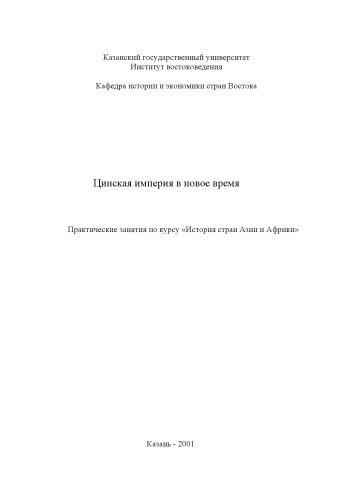 Казанский государственный университет
Институт востоковедения
Кафедра истории и экономики стран Востока
Цинская империя в новое время
Практические занятия по курсу «История стран Азии и Африки»
Казань - 2001